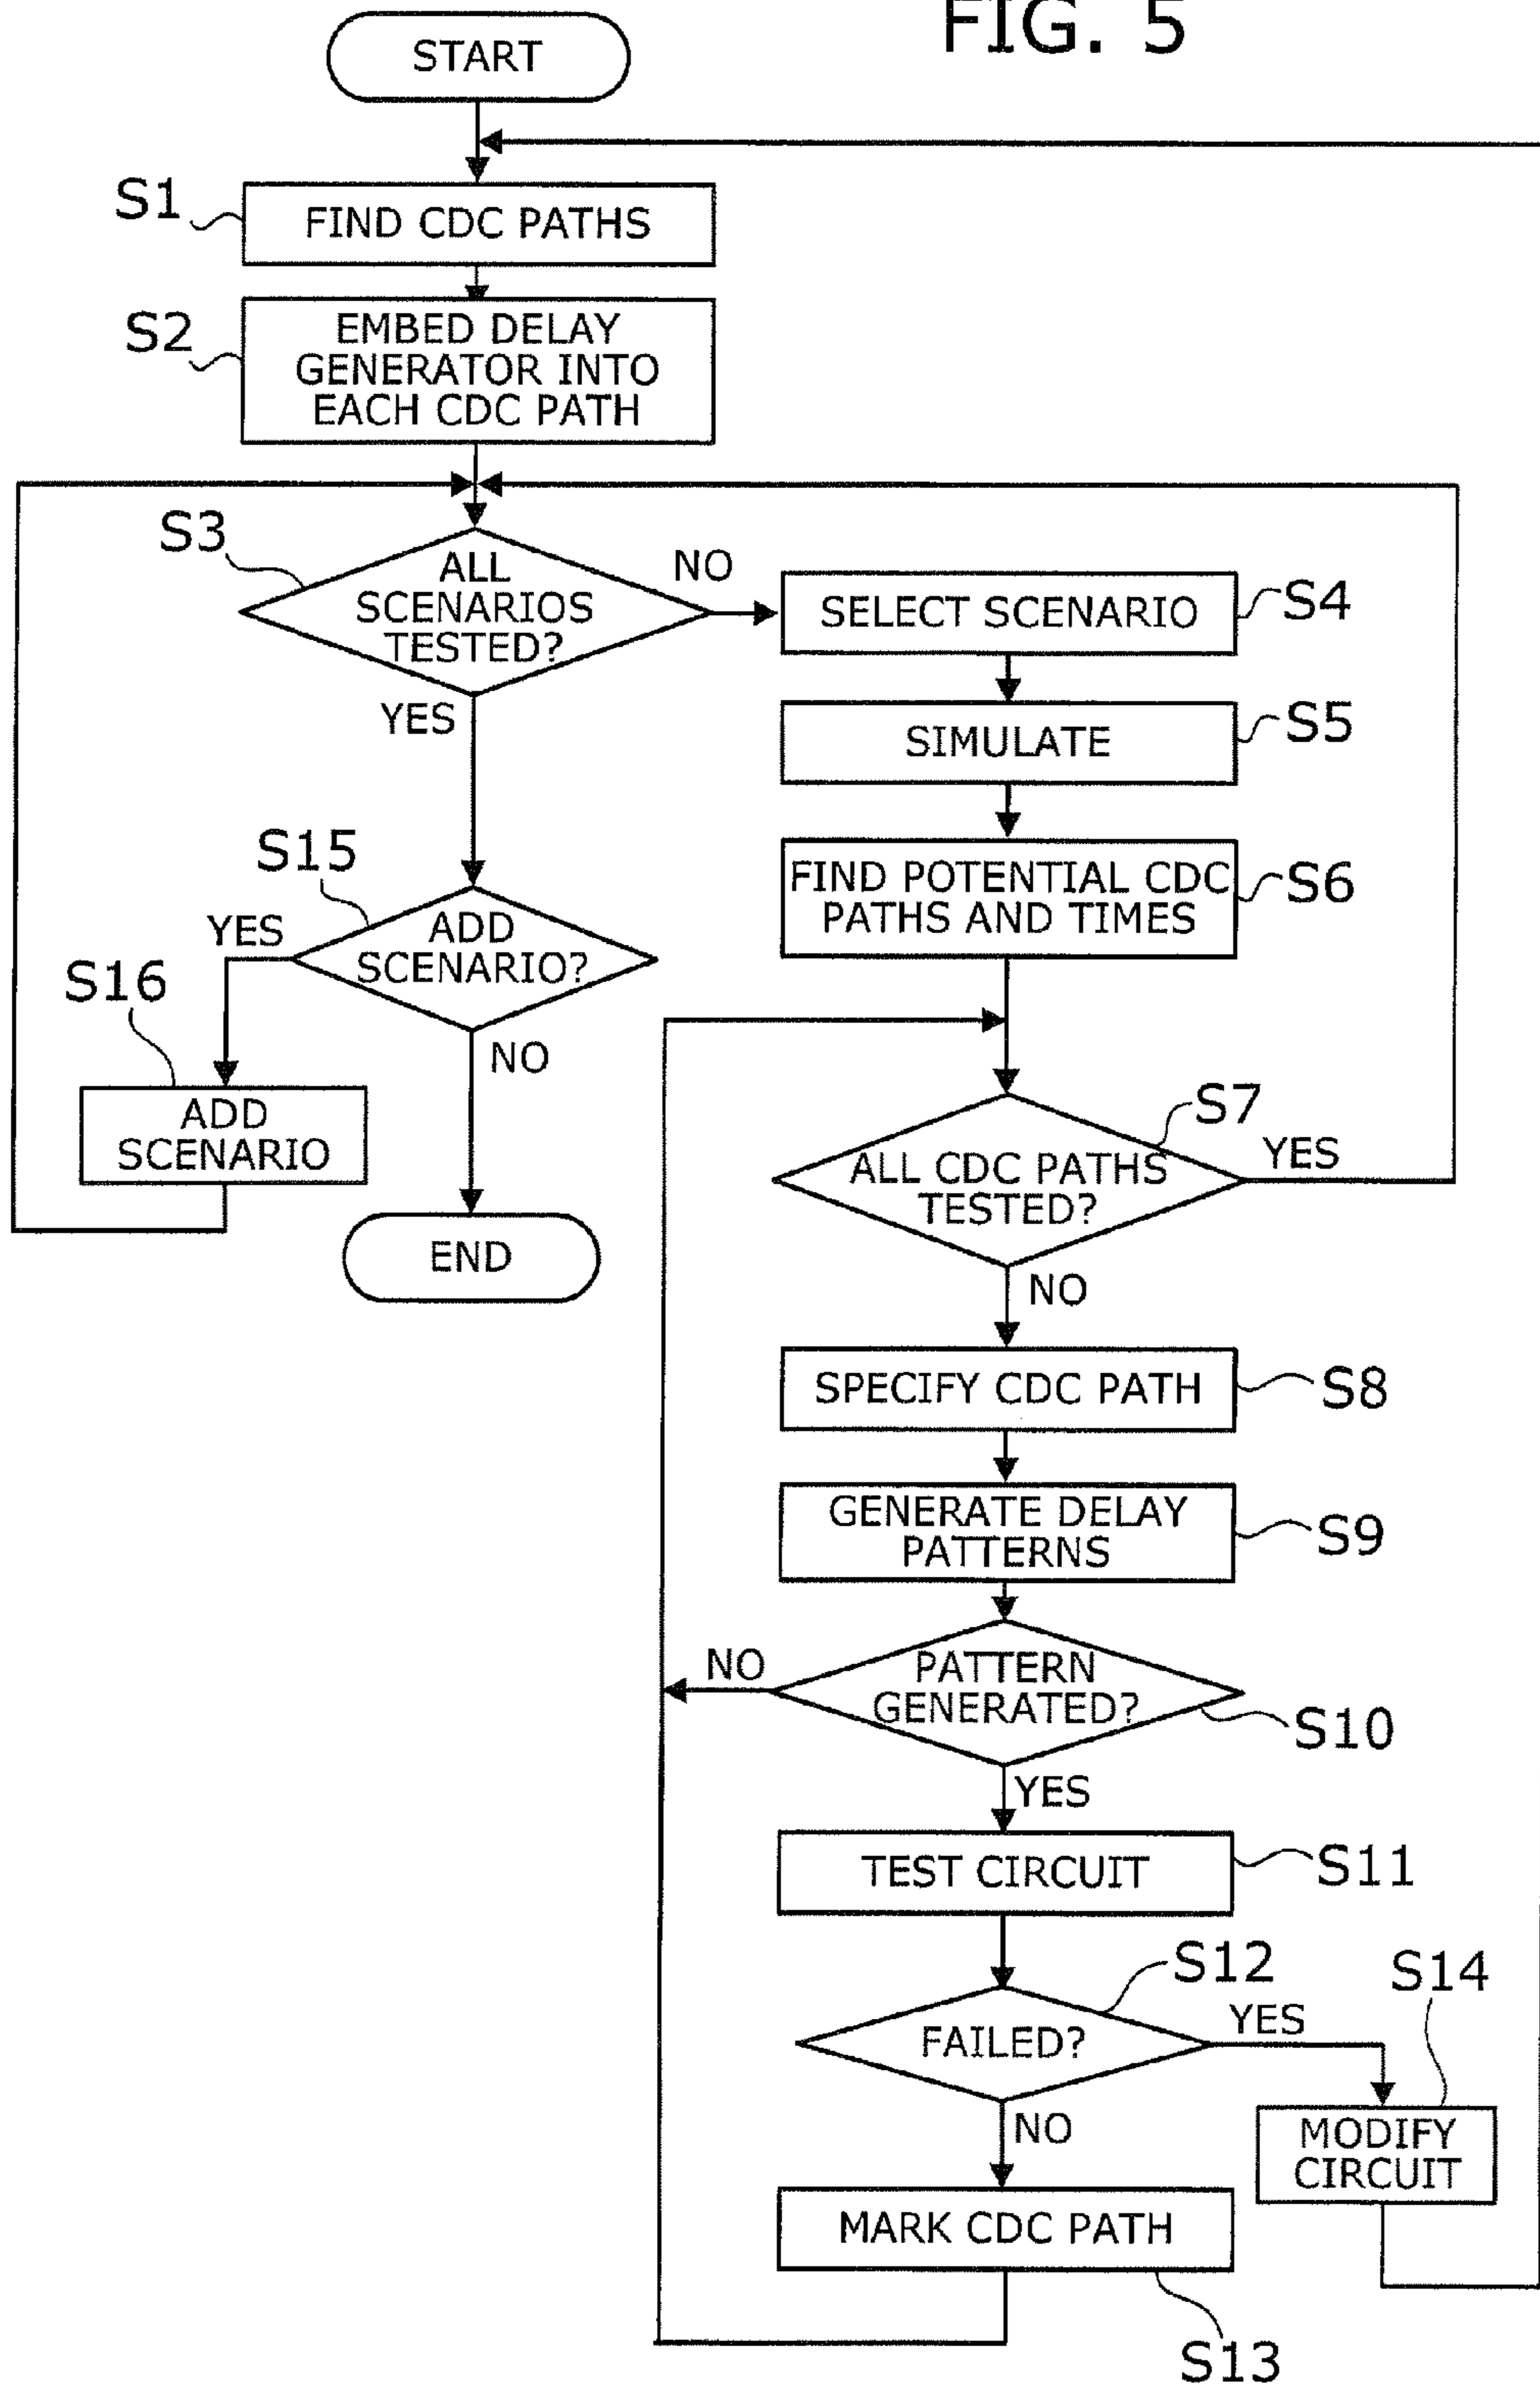 FIG. 5
START
S1
FIND CDC PATHS
S2
EMBED DELAY
GENERATOR INTO
EACH CDC PATH
S3
ALL
SCENARIOS
TESTED?
NO
YES
SELECT SCENARIO
S4
SIMULATE
S5
FIND POTENTIAL CDC
PATHS AND TIMES
S6
S15
ADD
SCENARIO?
YES
NO
S16
ADD
SCENARIO
END
S7
ALL CDC PATHS
TESTED?
YES
NO
SPECIFY CDC PATH
S8
GENERATE DELAY
PATTERNS
S9
PATTERN
GENERATED?
NO
S10
YES
TEST CIRCUIT
S11
S12
FAILED?
YES
S14
NO
MODIFY
CIRCUIT
MARK CDC PATH
S13